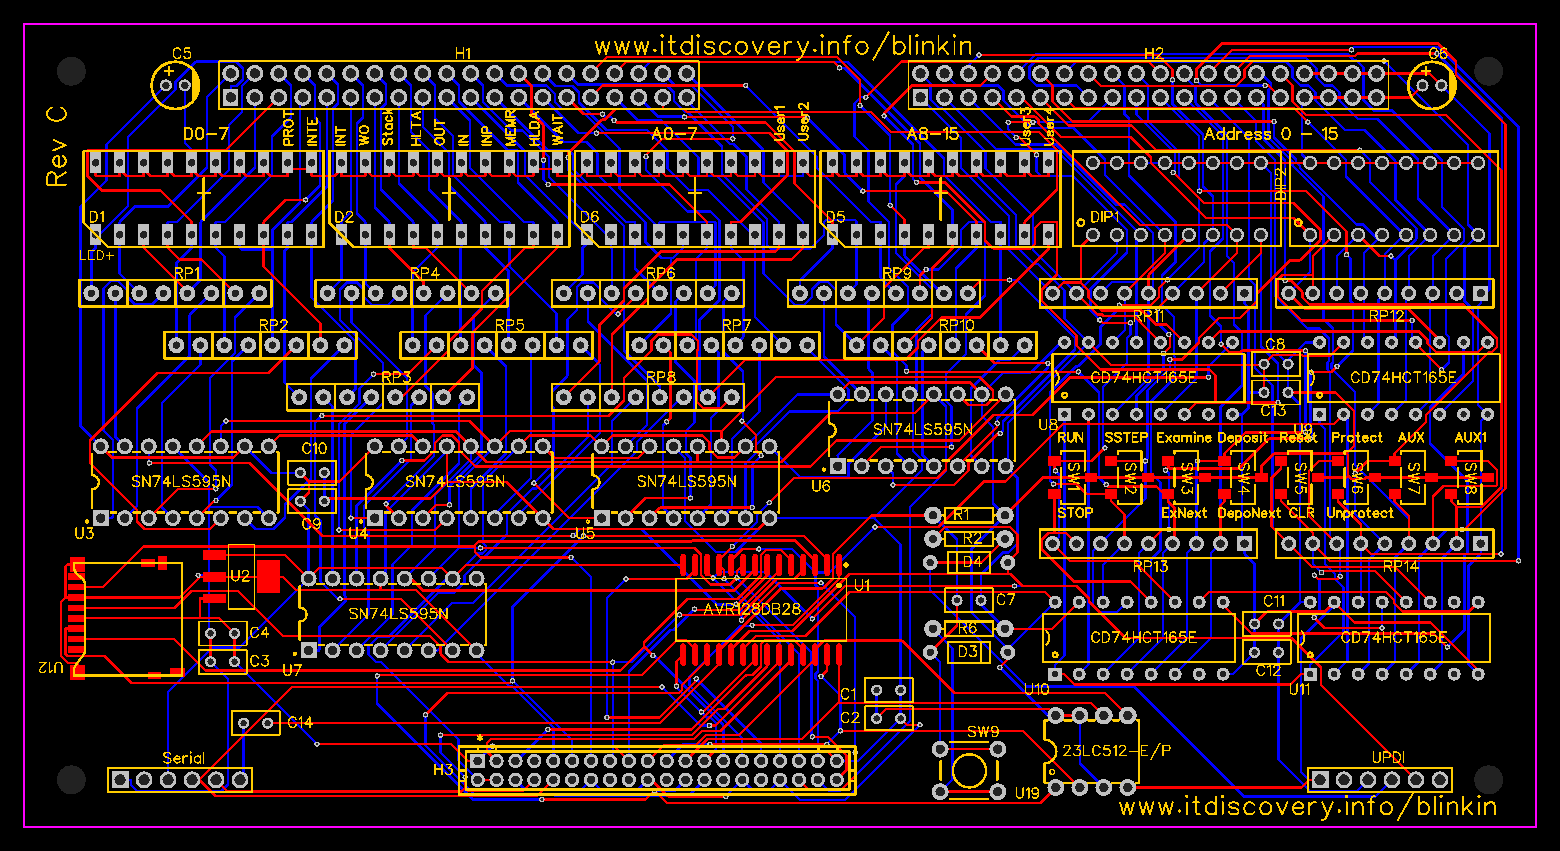 www.itdiscovery.info/blinkin
C5
H1
H2
C6
Rev C
D0-7
PROT
INTE
INT
WO
Stack
HLTA
OUT
IN
INP
MEMR
HLDA
WAIT
A0-7
User1
User2
A8-15
User3
User4
Address 0 - 15
D1
D2
D6
D5
DIP1
DIP2
LED+
RP1
RP4
RP6
RP9
RP11
RP12
RP2
RP5
RP7
RP10
C8
RP3
RP8
CD74HCT165E
CD74HCT165E
C13
SN74LS595N
U8
U9
RUN
SSTEP
Examine
Deposit
Reset
Protect
AUX
AUX1
C10
SN74LS595N
SN74LS595N
SN74LS595N
U6
SW1
SW2
SW3
SW4
SW5
SW6
SW7
SW8
C9
STOP
ExNext
DepoNext
CLR
Unprotect
U3
U4
U5
R1
R2
D4
RP13
RP14
U2
U1
SN74LS595N
AVR128DB28
C7
C11
C4
R6
CD74HCT165E
CD74HCT165E
C3
D3
C12
U12
U7
U10
U11
C1
C2
C14
SW9
Serial
H3
23LC512-E/P
UPDI
U19
www.itdiscovery.info/blinkin